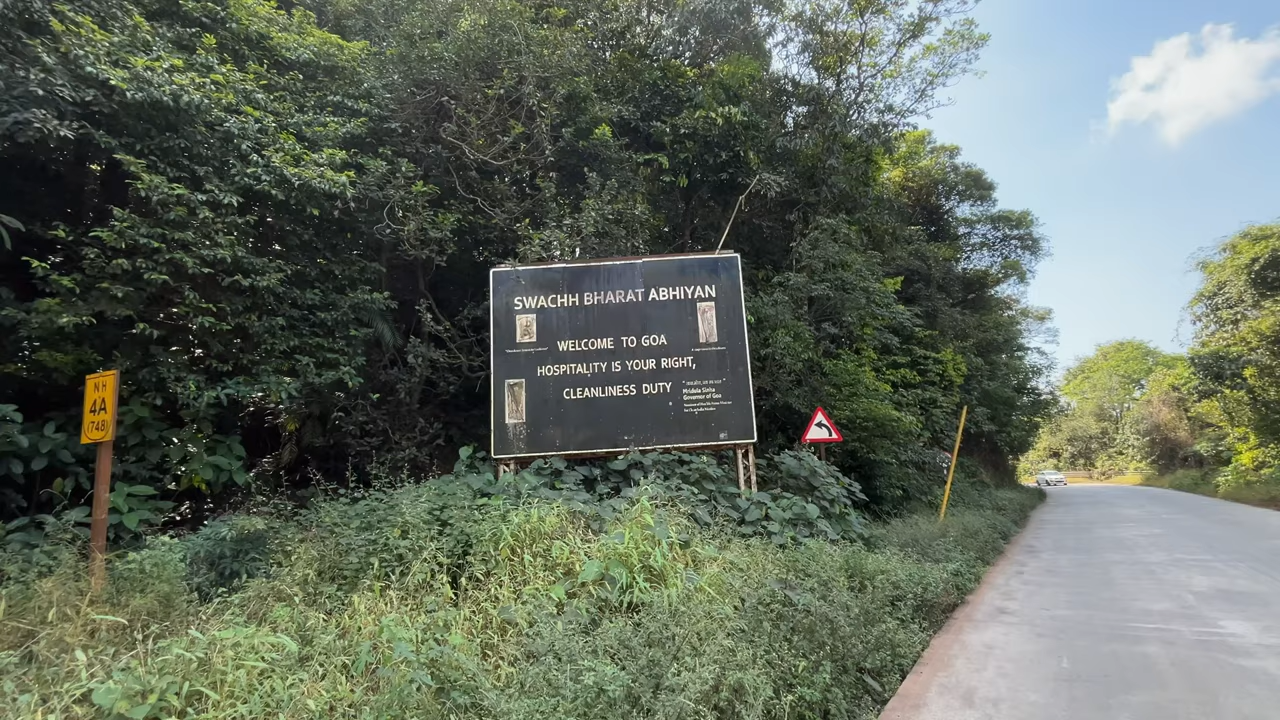 NH
4A
(748)
SWACHH BHARAT ABHIYAN
WELCOME TO GOA
HOSPITALITY IS YOUR RIGHT,
CLEANLINESS DUTY
Mridula Sinha
Governor of Goa